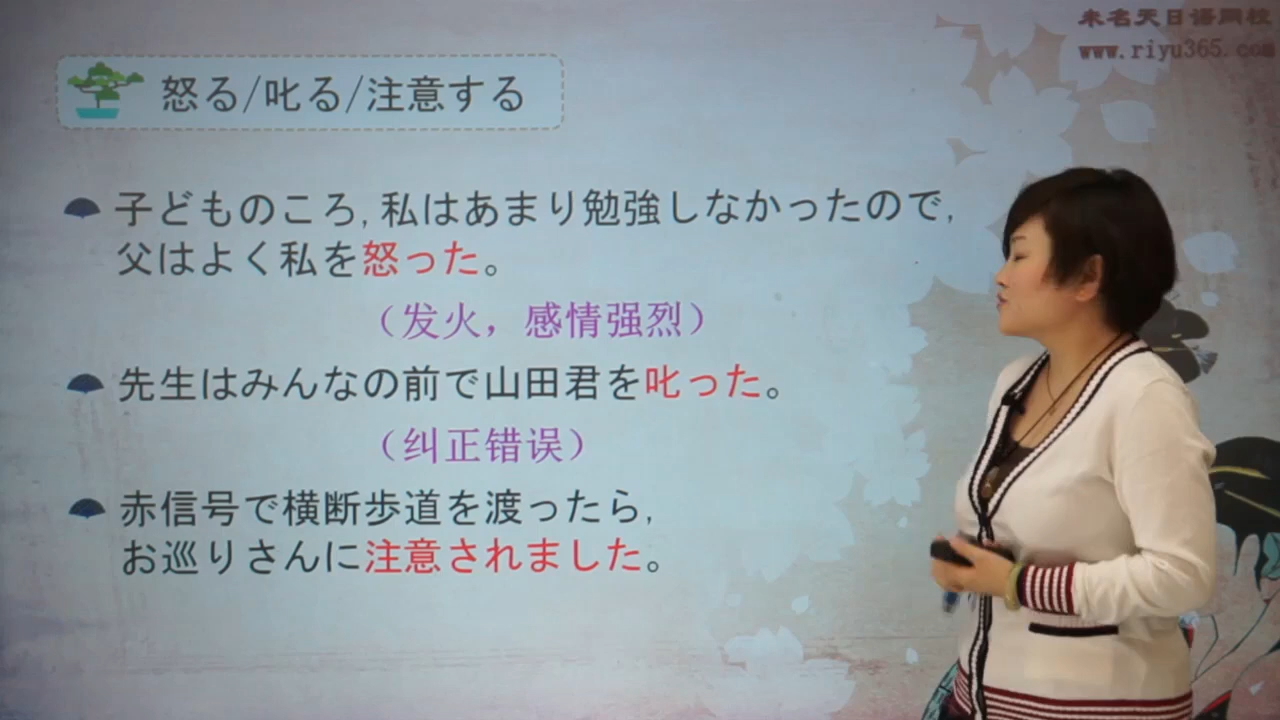 未名天日语网校
www.riyu365.com
怒る/叱る/注意する
子どものころ,私はあまり勉強しなかったので,
父はよく私を怒った。
（发火，感情强烈）
先生はみんなの前で山田君を叱った。
（纠正错误）
赤信号で横断歩道を渡ったら,
お巡りさんに注意されました。